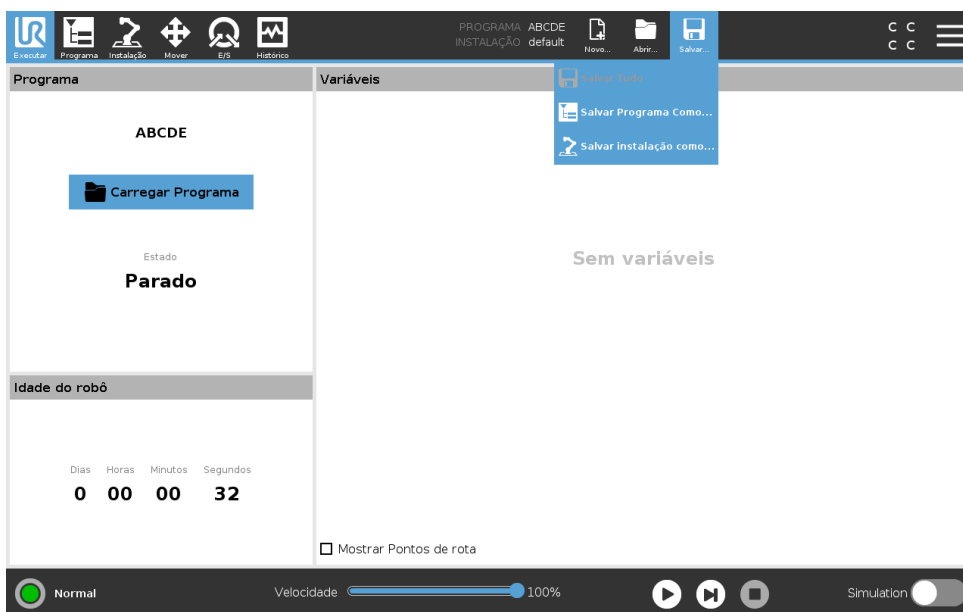 UR
PROGRAMA ABCDE
INSTALAÇÃO default
C C
C C
Executar Programa Instalação Mover E/S Histórico Novo... Abrir... Salvar...
Programa
Variáveis
Salvar Tudo
Salvar Programa Como...
Salvar instalação como...
ABCDE
Carregar Programa
Estado
Parado
Sem variáveis
Idade do robô
Dias Horas Minutos Segundos
0 00 00 32
Mostrar Pontos de rota
Normal
Velocidade 100%
Simulation